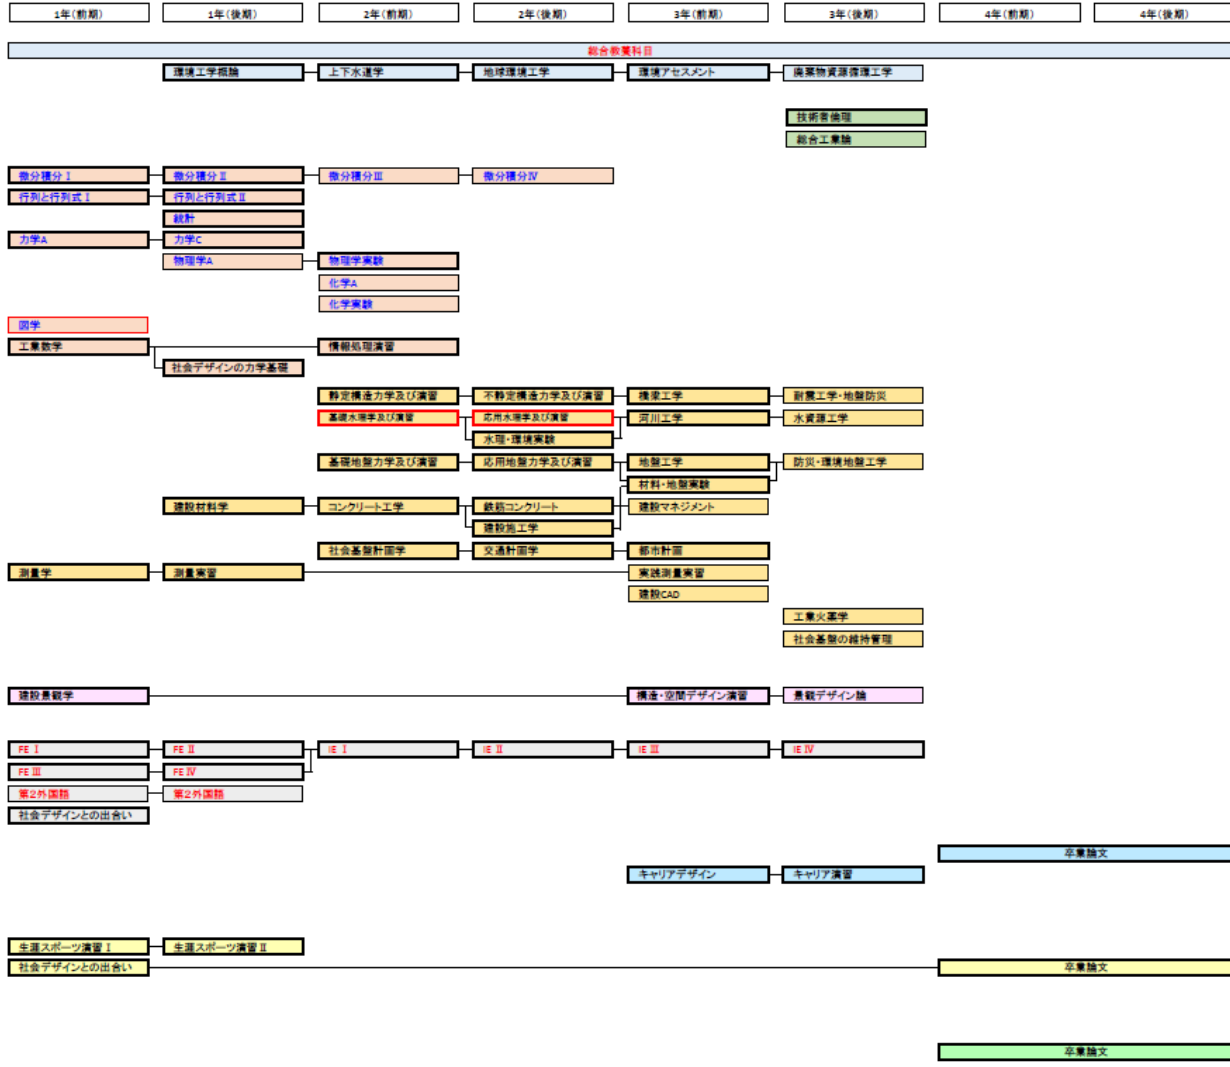 1年(前期) 1年(後期) 2年(前期) 2年(後期) 3年(前期) 3年(後期) 4年(前期) 4年(後期)
総合教養科目
環境工学概論 上下水道学 地球環境工学 環境アセスメント 廃棄物資源循環工学
技術者倫理
総合工業論
微分積分Ⅰ 微分積分Ⅱ 微分積分Ⅲ 微分積分Ⅳ
行列と行列式Ⅰ 行列と行列式Ⅱ
統計
力学A 力学C
物理学A 物理学実験
化学A
化学実験
図学
工業数学 情報処理演習
社会デザインの力学基礎
静定構造力学及び演習 不静定構造力学及び演習 橋梁工学 耐震工学・地盤防災
基礎水理学及び演習 応用水理学及び演習 河川工学 水資源工学
水理・環境実験
基礎地盤力学及び演習 応用地盤力学及び演習 地盤工学 防災・環境地盤工学
材料・地盤実験
建設材料学 コンクリート工学 鉄筋コンクリート 建設マネジメント
建設施工学
社会基盤計画学 交通計画学 都市計画
測量学 測量実習 実践測量実習
建設CAD
工業火薬学
社会基盤の維持管理
建設景観学 構造・空間デザイン演習 景観デザイン論
FE Ⅰ FE Ⅱ IE Ⅰ IE Ⅱ IE Ⅲ IE Ⅳ
FE Ⅲ FE Ⅳ
第2外国語 第2外国語
社会デザインとの出合い
卒業論文
キャリアデザイン キャリア演習
生涯スポーツ演習Ⅰ 生涯スポーツ演習Ⅱ
社会デザインとの出合い 卒業論文
卒業論文